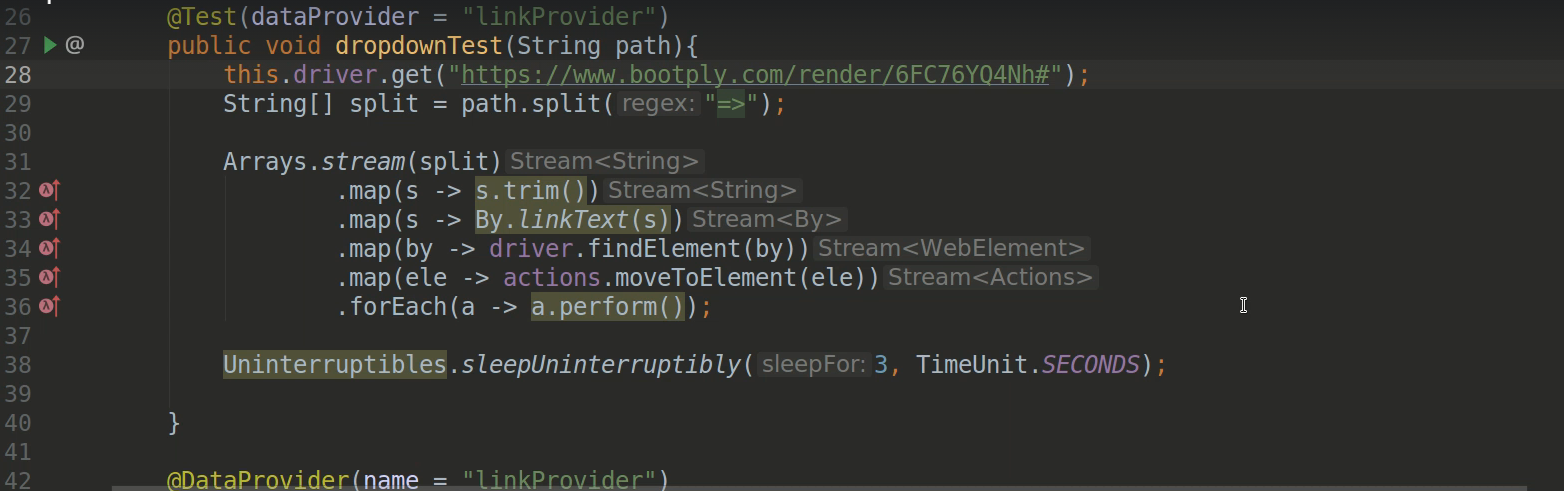 26 @Test(dataProvider = "linkProvider")
27 @ public void dropdownTest(String path){
28 this.driver.get("https://www.bootply.com/render/6FC76YQ4Nh#");
29 String[] split = path.split( regex: "=>");
30
31 Arrays.stream(split) Stream<String>
32 .map(s -> s.trim()) Stream<String>
33 .map(s -> By.linkText(s)) Stream<By>
34 .map(by -> driver.findElement(by)) Stream<WebElement>
35 .map(ele -> actions.moveToElement(ele)) Stream<Actions>
36 .forEach(a -> a.perform());
37
38 Uninterruptibles.sleepUninterruptibly( sleepFor: 3, TimeUnit.SECONDS);
39
40 }
41
42 @DataProvider(name = "linkProvider")